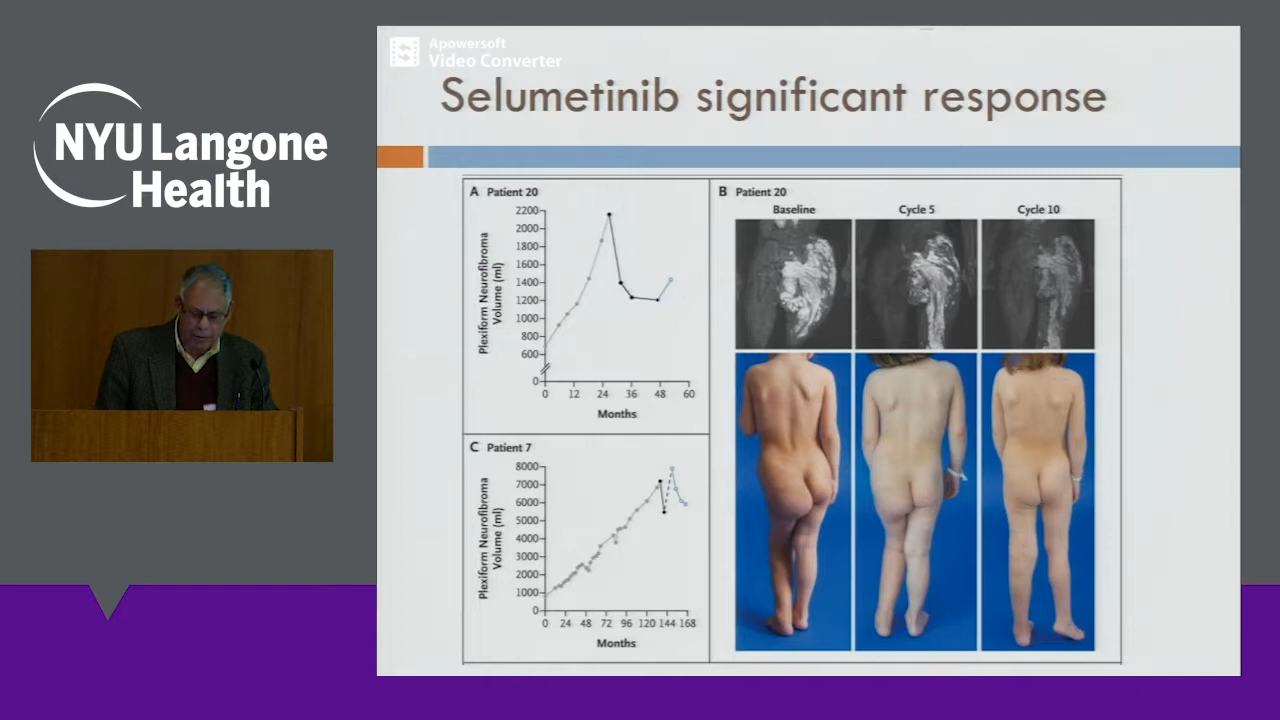 NYU Langone
Health
Apowersoft
Video Converter
Selumetinib significant response
A Patient 20
Plexiform Neurofibroma
Volume (ml)
2200
2000
1800
1600
1400
1200
1000
800
600
0
0 12 24 36 48 60
Months
B Patient 20
Baseline Cycle 5 Cycle 10
C Patient 7
Plexiform Neurofibroma
Volume (ml)
8000
7000
6000
5000
4000
3000
2000
1000
0
0 24 48 72 96 120 144 168
Months